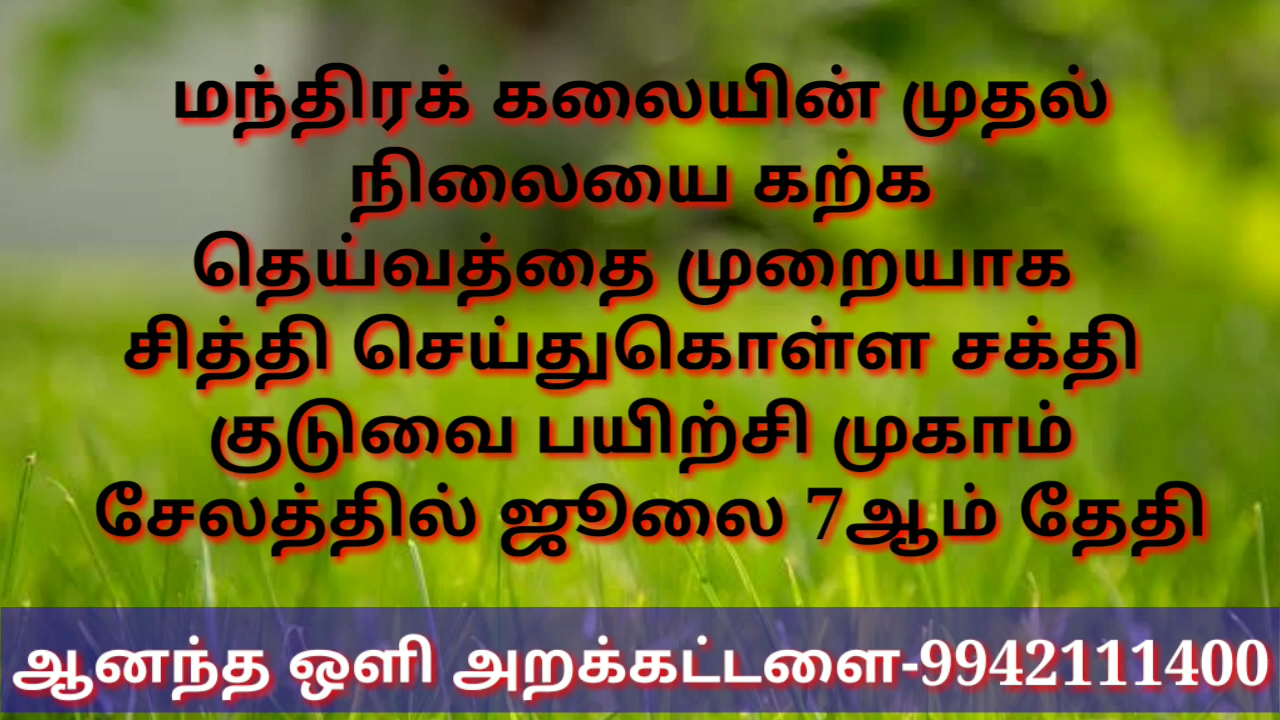 மந்திரக் கலையின் முதல்
நிலையை கற்க
தெய்வத்தை முறையாக
சித்தி செய்துகொள்ள சக்தி
குடுவை பயிற்சி முகாம்
சேலத்தில் ஜூலை 7ஆம் தேதி
ஆனந்த ஒளி அறக்கட்டளை-9942111400